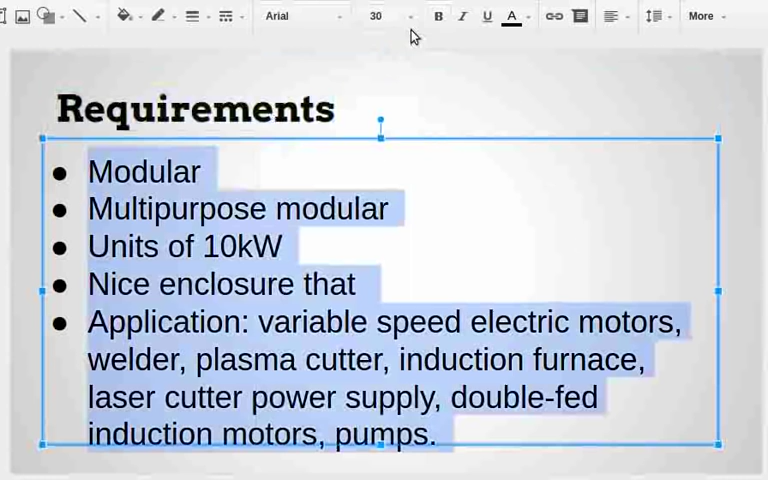 Arial 30 B I U A More
Requirements
● Modular
● Multipurpose modular
● Units of 10kW
● Nice enclosure that
● Application: variable speed electric motors,
welder, plasma cutter, induction furnace,
laser cutter power supply, double-fed
induction motors, pumps.